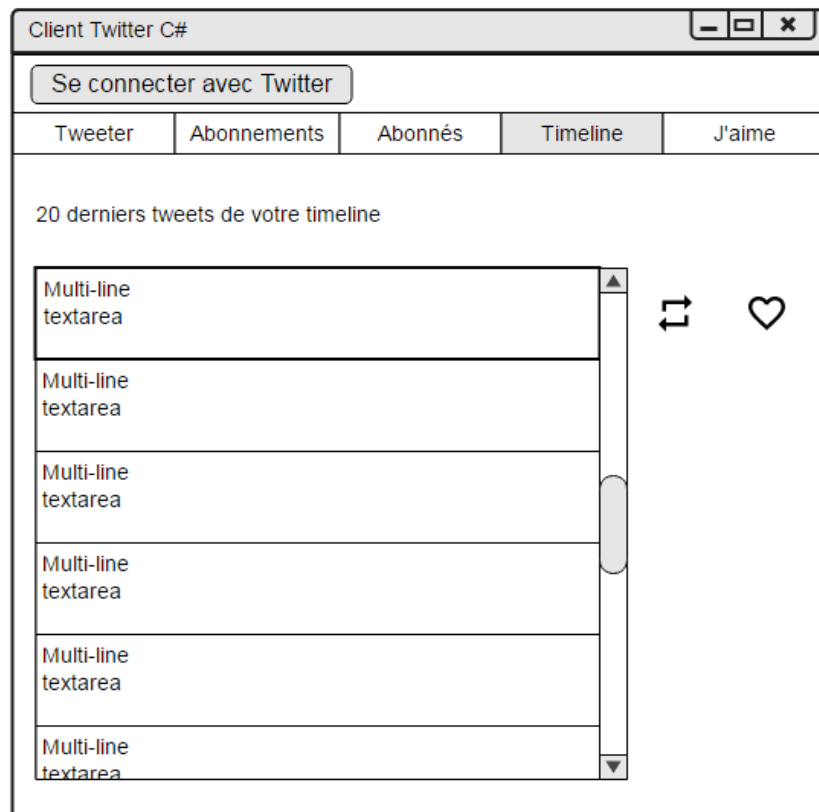 Client Twitter C#
Se connecter avec Twitter
Tweeter Abonnements Abonnés Timeline J'aime
20 derniers tweets de votre timeline
Multi-line
textarea
Multi-line
textarea
Multi-line
textarea
Multi-line
textarea
Multi-line
textarea
Multi-line
textarea